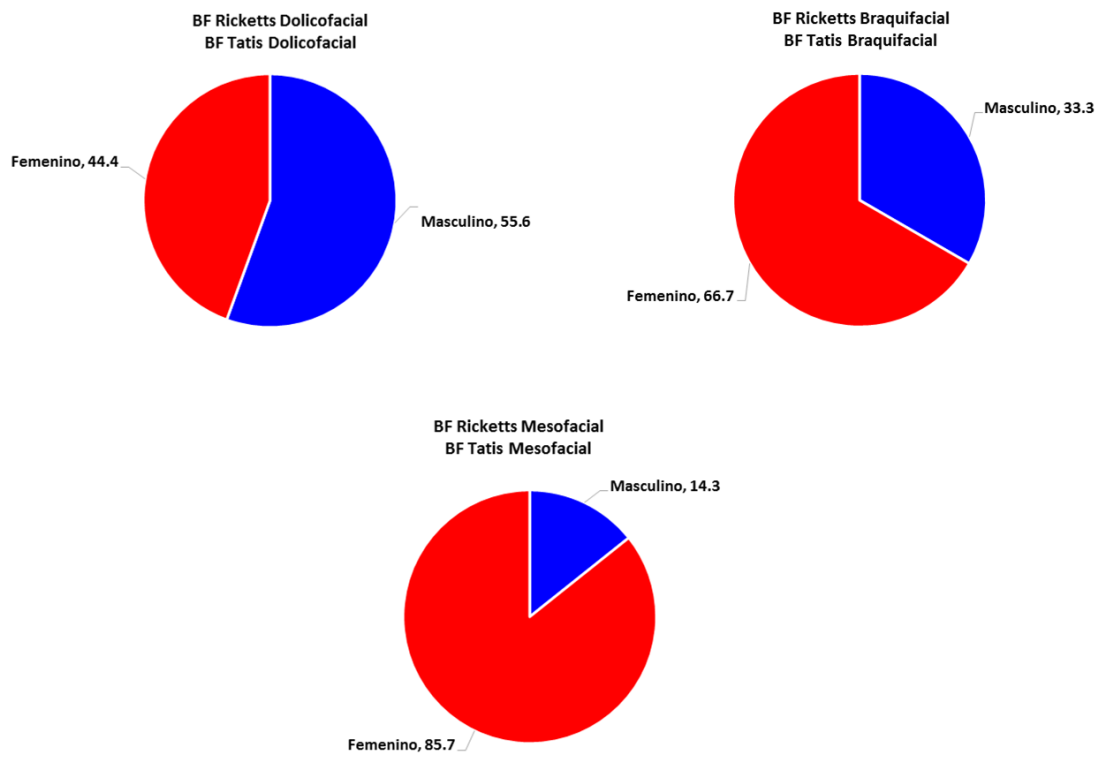 BF Ricketts Dolicofacial
BF Tatis Dolicofacial
Femenino, 44.4
Masculino, 55.6
BF Ricketts Braquifacial
BF Tatis Braquifacial
Masculino, 33.3
Femenino, 66.7
BF Ricketts Mesofacial
BF Tatis Mesofacial
Masculino, 14.3
Femenino, 85.7